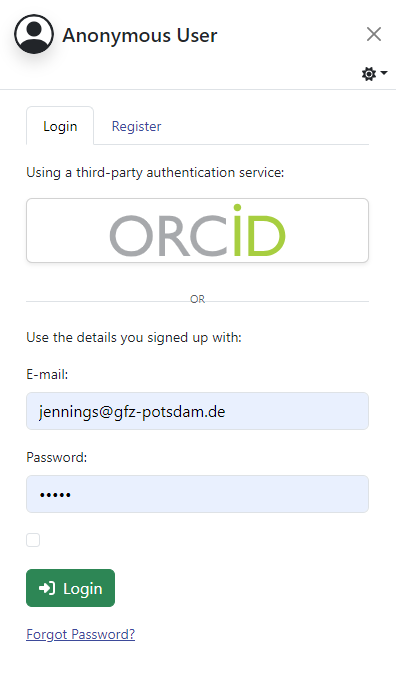 Anonymous User
Login
Register
Using a third-party authentication service:
ORCiD
OR
Use the details you signed up with:
E-mail:
jennings@gfz-potsdam.de
Password:
•••••
Login
Forgot Password?